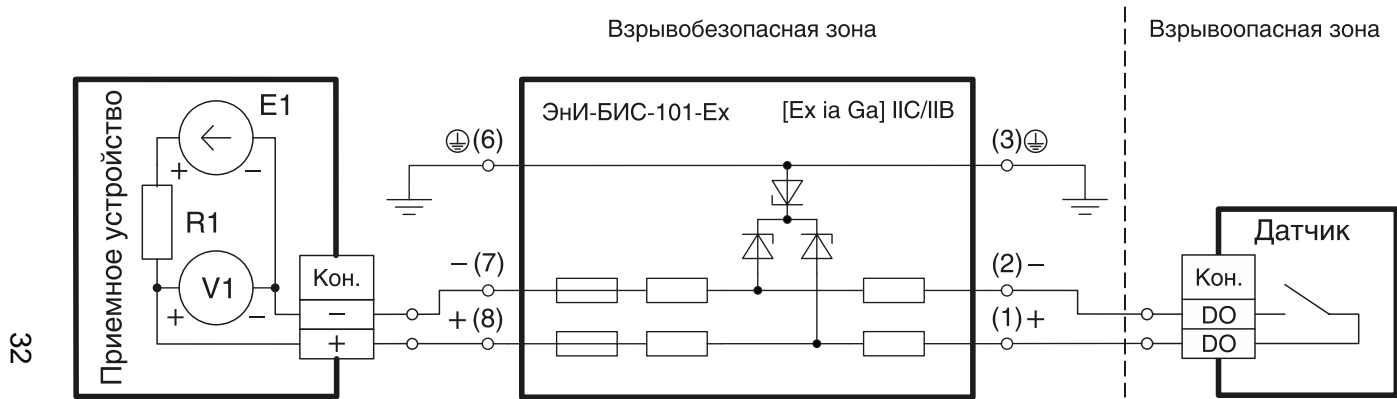 Взрывобезопасная зона
Взрывоопасная зона
Приемное устройство
E1
+ −
R1
V1
+ −
Кон.
−
+
ЭнИ-БИС-101-Ex [Ex ia Ga] IIC/IIB
(6)
(3)
− (7)
+ (8)
(2) −
(1) +
Датчик
Кон.
DO
DO
32